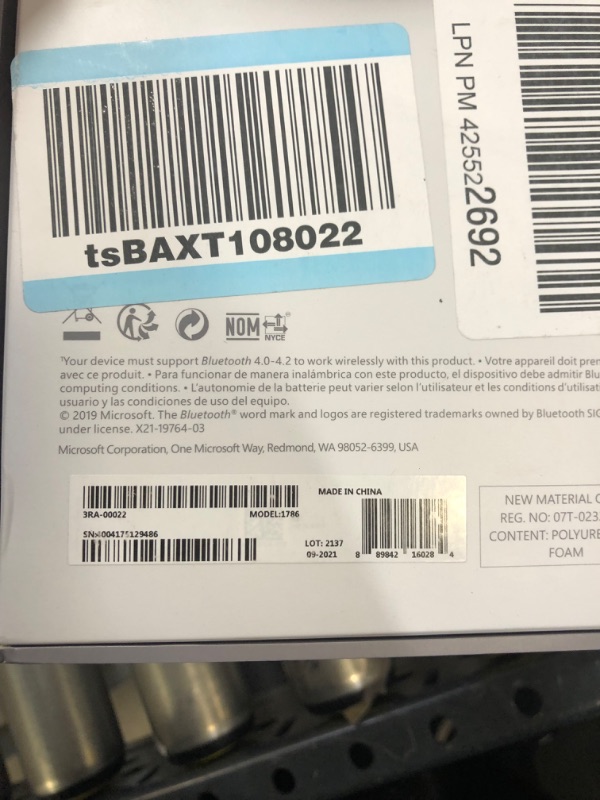 tsBAXT108022
LPN PM 425522692
NOM
NYCE
¹Your device must support Bluetooth 4.0-4.2 to work wirelessly with this product. • Votre appareil doit pren
avec ce produit. • Para funcionar de manera inalámbrica con este producto, el dispositivo debe admitir Blu
computing conditions. • L'autonomie de la batterie peut varier selon l'utilisateur et les conditions d'utilisat
usuario y las condiciones de uso del equipo.
© 2019 Microsoft. The Bluetooth® word mark and logos are registered trademarks owned by Bluetooth SIG
under license. X21-19764-03
Microsoft Corporation, One Microsoft Way, Redmond, WA 98052-6399, USA
MADE IN CHINA
3RA-00022 MODEL:1786
LOT: 2137
09-2021
8 89842 16028 4
NEW MATERIAL
REG. NO: 07T-023
CONTENT: POLYURE
FOAM